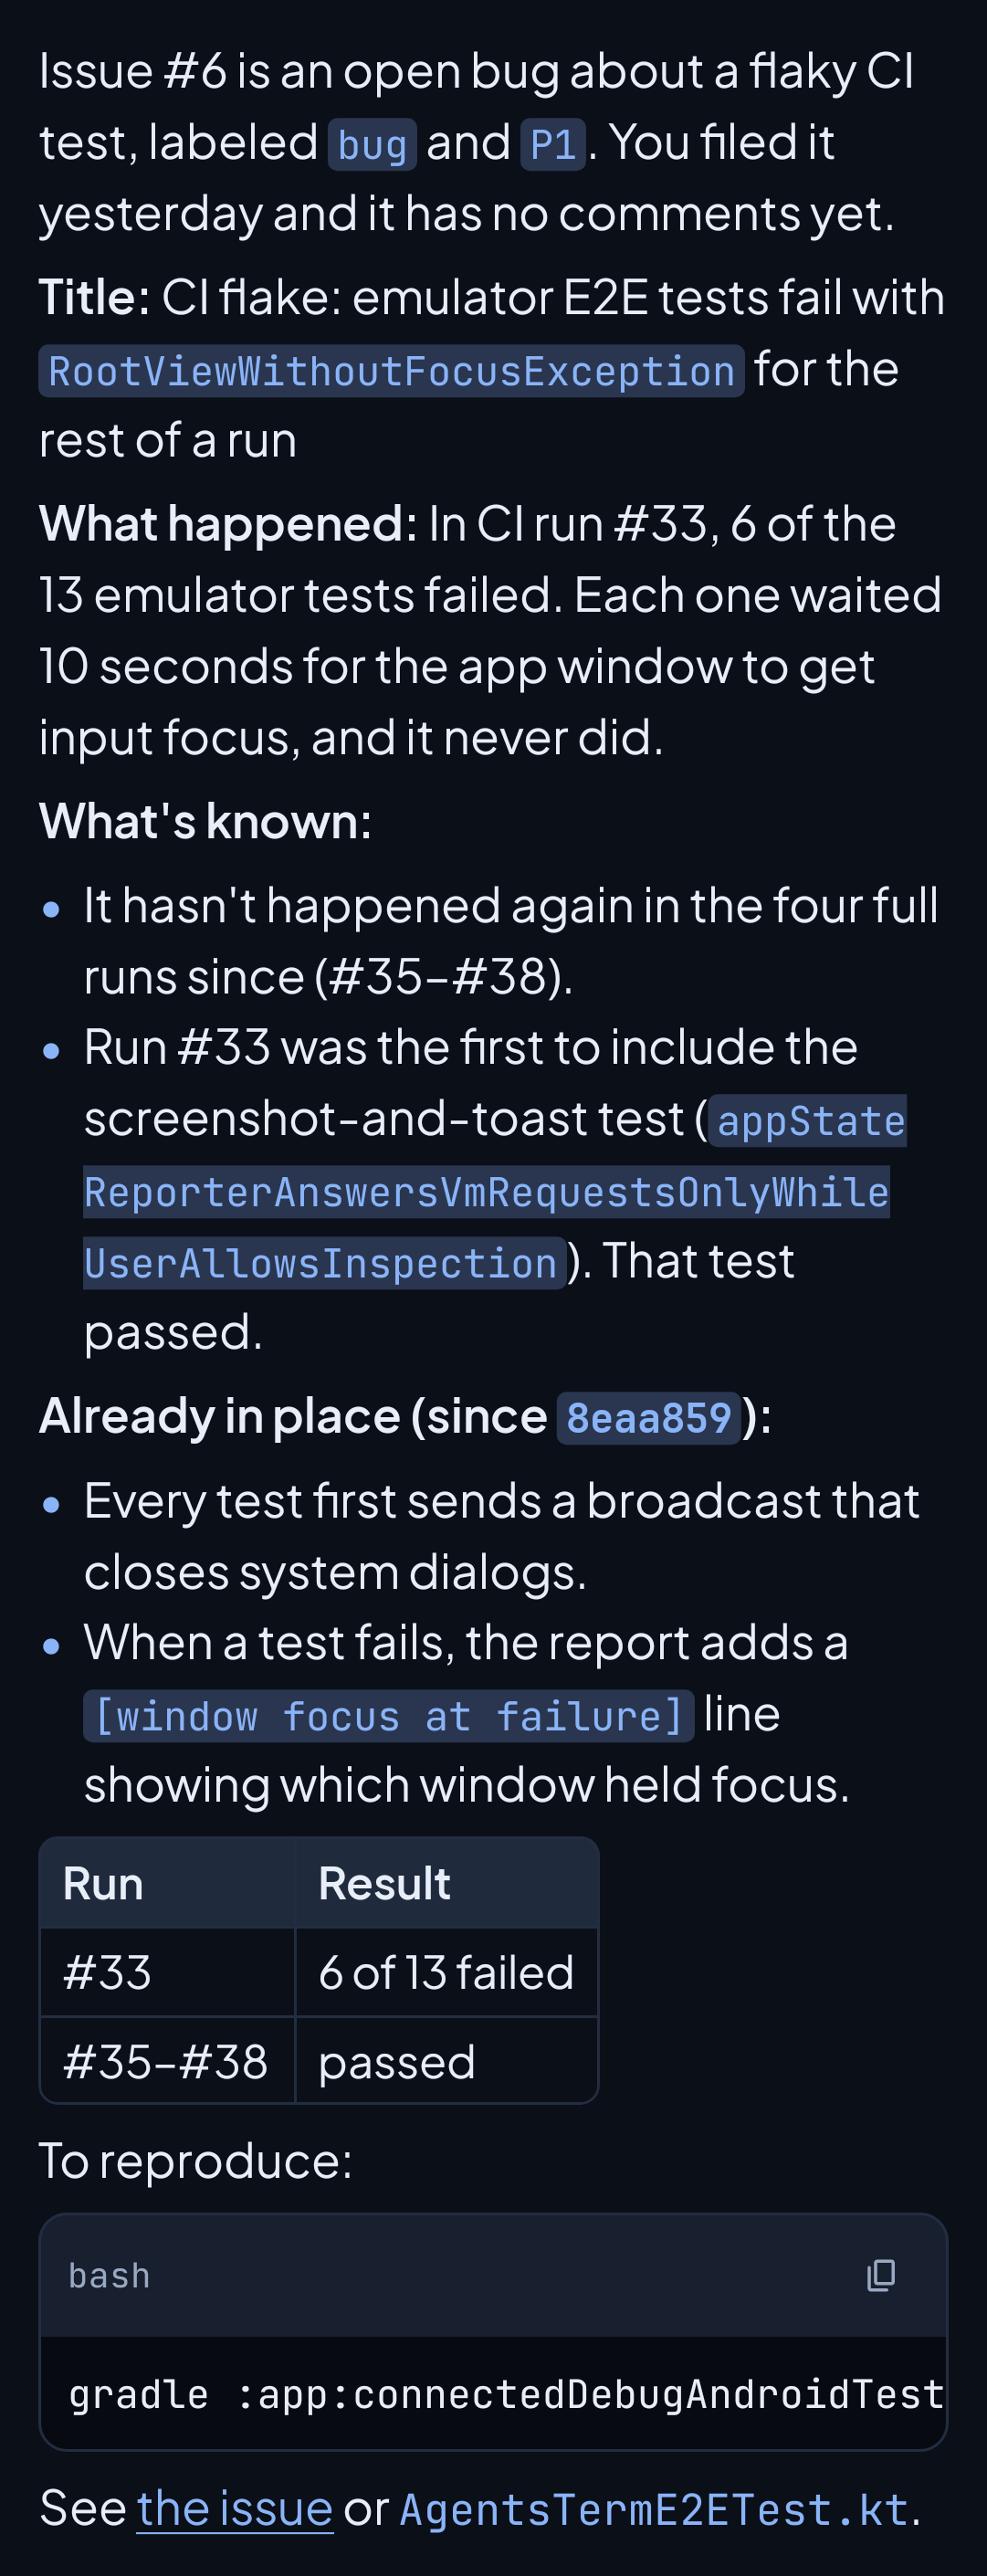 Issue #6 is an open bug about a flaky CI
test, labeled bug and P1. You filed it
yesterday and it has no comments yet.
Title: CI flake: emulator E2E tests fail with
RootViewWithoutFocusException for the
rest of a run
What happened: In CI run #33, 6 of the
13 emulator tests failed. Each one waited
10 seconds for the app window to get
input focus, and it never did.
What's known:
• It hasn't happened again in the four full
runs since (#35–#38).
• Run #33 was the first to include the
screenshot-and-toast test (appState
ReporterAnswersVmRequestsOnlyWhile
UserAllowsInspection). That test
passed.
Already in place (since 8eaa859):
• Every test first sends a broadcast that
closes system dialogs.
• When a test fails, the report adds a
[window focus at failure] line
showing which window held focus.
Run Result
#33 6 of 13 failed
#35–#38 passed
To reproduce:
bash
gradle :app:connectedDebugAndroidTest
See the issue or AgentsTermE2ETest.kt.